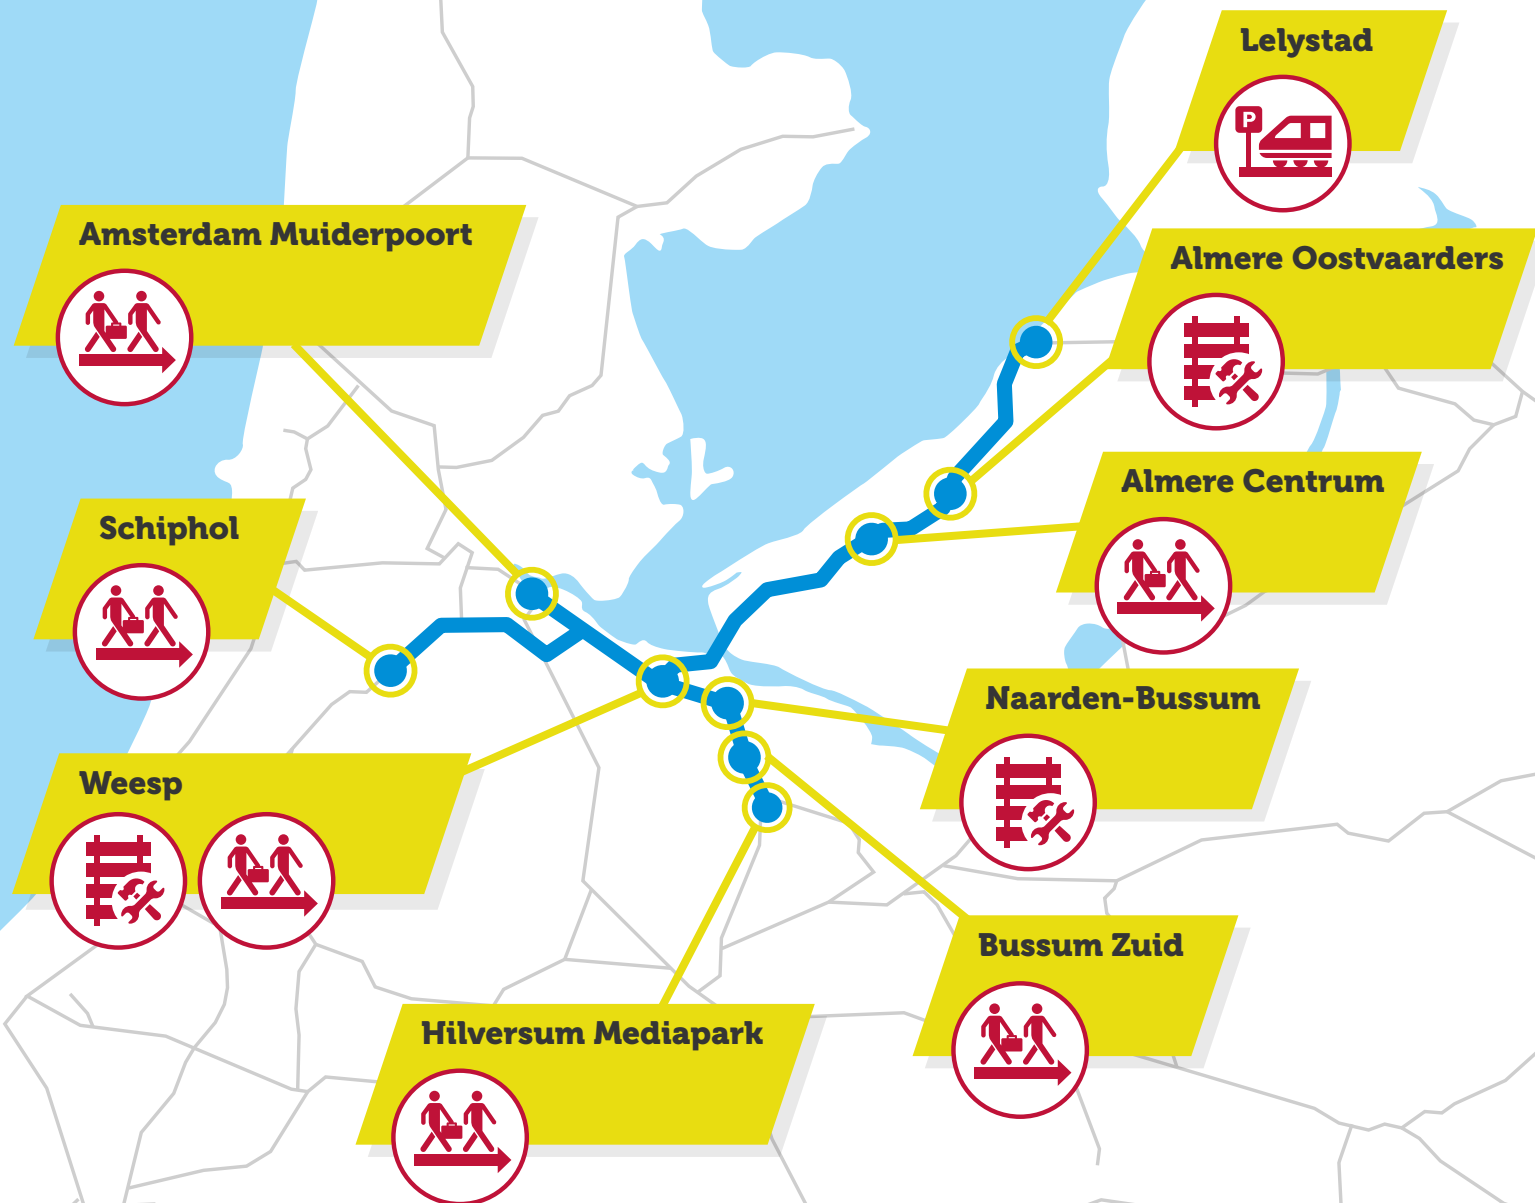 Lelystad
P
Amsterdam Muiderpoort
Almere Oostvaarders
Almere Centrum
Schiphol
Naarden-Bussum
Weesp
Bussum Zuid
Hilversum Mediapark